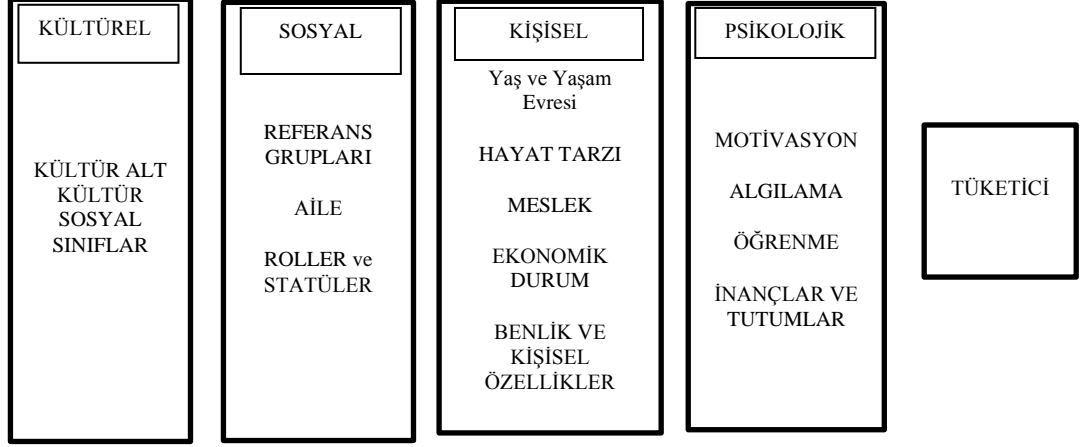 KÜLTÜREL
KÜLTÜR ALT
KÜLTÜR
SOSYAL
SINIFLAR
SOSYAL
REFERANS
GRUPLARI
AİLE
ROLLER ve
STATÜLER
KİŞİSEL
Yaş ve Yaşam
Evresi
HAYAT TARZI
MESLEK
EKONOMİK
DURUM
BENLİK VE
KİŞİSEL
ÖZELLİKLER
PSİKOLOJİK
MOTİVASYON
ALGILAMA
ÖĞRENME
İNANÇLAR VE
TUTUMLAR
TÜKETİCİ